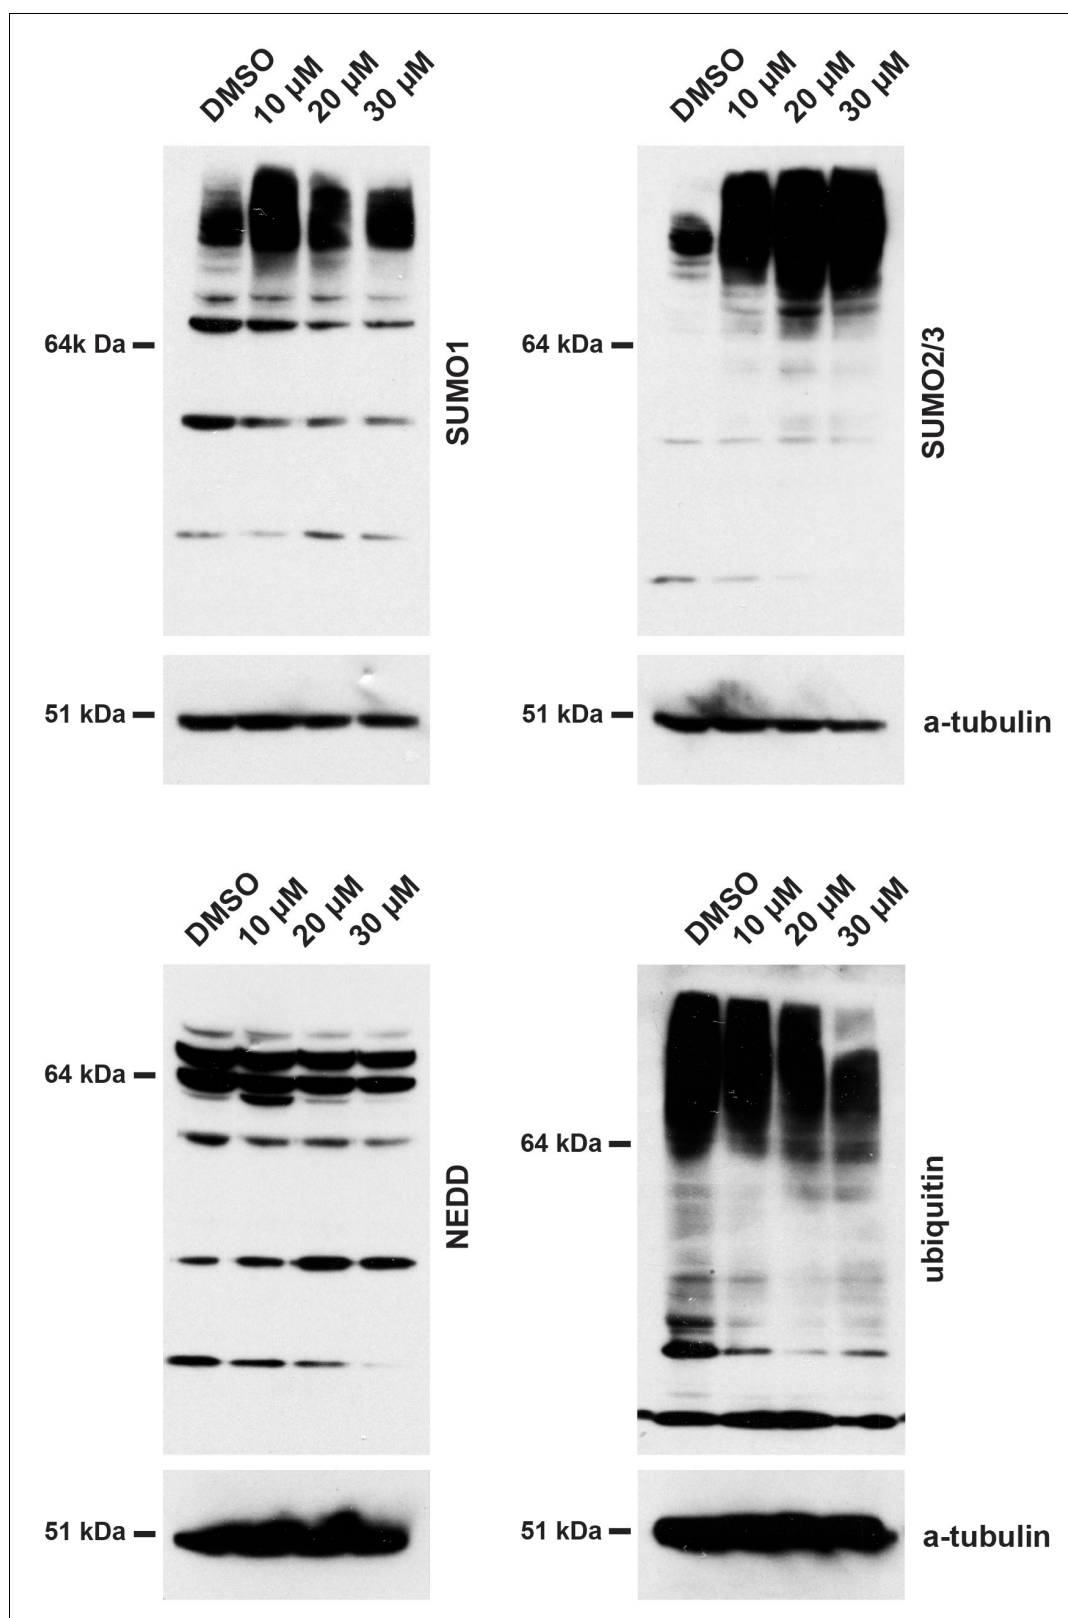 DMSO
10 µM
20 µM
30 µM
64k Da
SUMO1
51 kDa
DMSO
10 µM
20 µM
30 µM
64 kDa
SUMO2/3
51 kDa
a-tubulin
DMSO
10 µM
20 µM
30 µM
64 kDa
NEDD
51 kDa
DMSO
10 µM
20 µM
30 µM
64 kDa
ubiquitin
51 kDa
a-tubulin